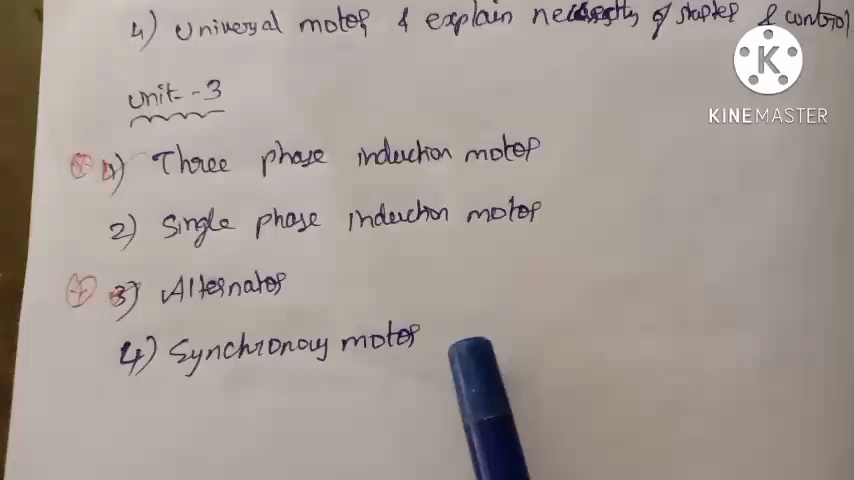 4) Universal motor & explain necessity of starter & control
K
KINEMASTER
Unit-3
1) Three phase induction motor
2) Single phase induction motor
3) Alternator
4) Synchronous motor